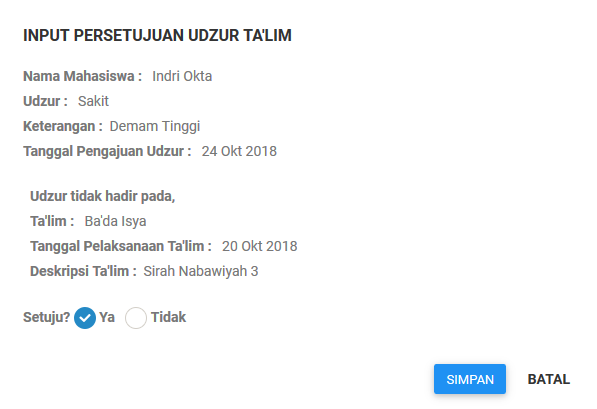 INPUT PERSETUJUAN UDZUR TA'LIM
Nama Mahasiswa : Indri Okta
Udzur : Sakit
Keterangan : Demam Tinggi
Tanggal Pengajuan Udzur : 24 Okt 2018
Udzur tidak hadir pada,
Ta'lim : Ba'da Isya
Tanggal Pelaksanaan Ta'lim : 20 Okt 2018
Deskripsi Ta'lim : Sirah Nabawiyah 3
Setuju? Ya Tidak
SIMPAN BATAL